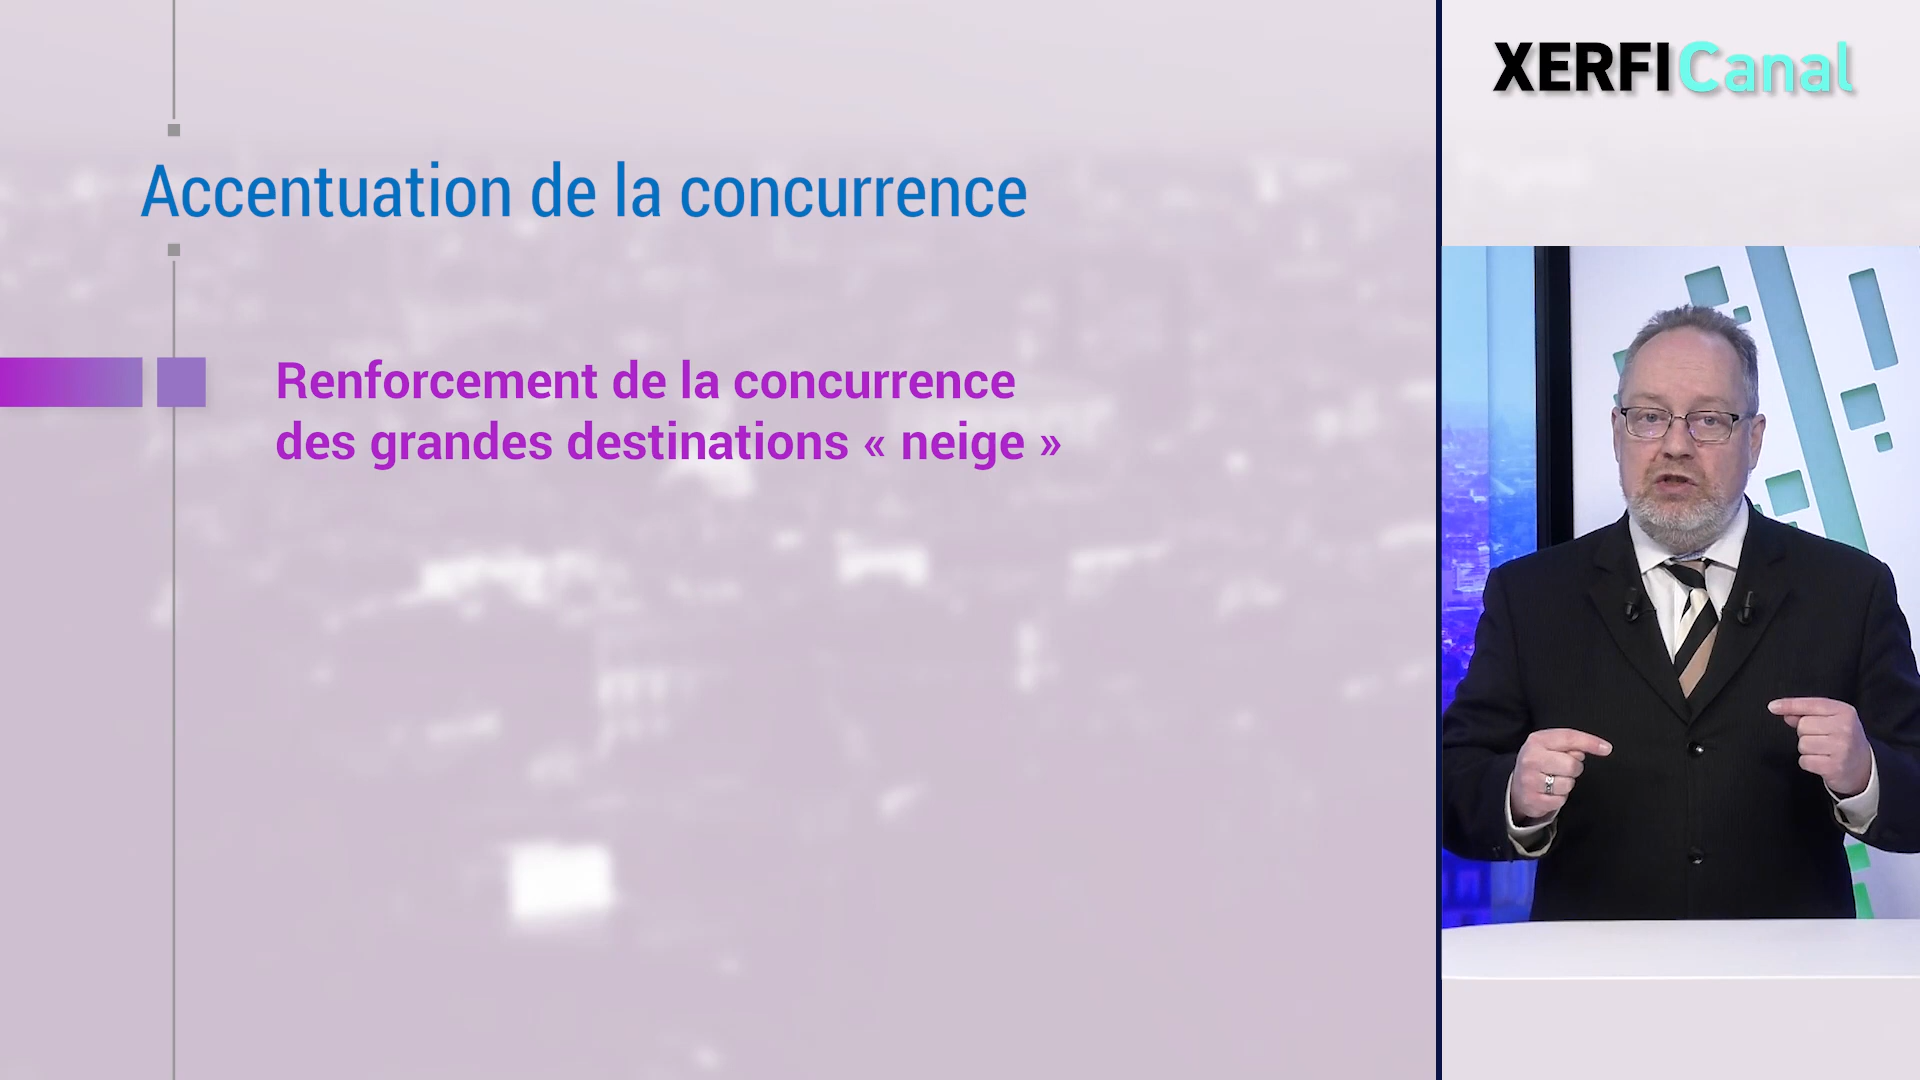 Accentuation de la concurrence
Renforcement de la concurrence
des grandes destinations « neige »
XERFI Canal